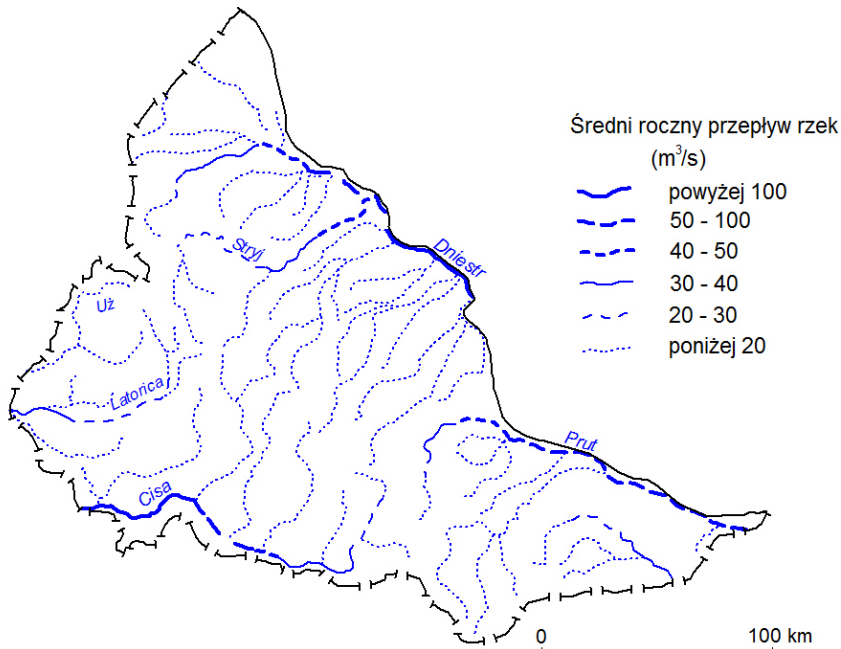 Średni roczny przepływ rzek
(m³/s)
powyżej 100
50 - 100
40 - 50
30 - 40
20 - 30
poniżej 20
Stryj
Dniestr
Uż
Latorica
Prut
Cisa
0 100 km